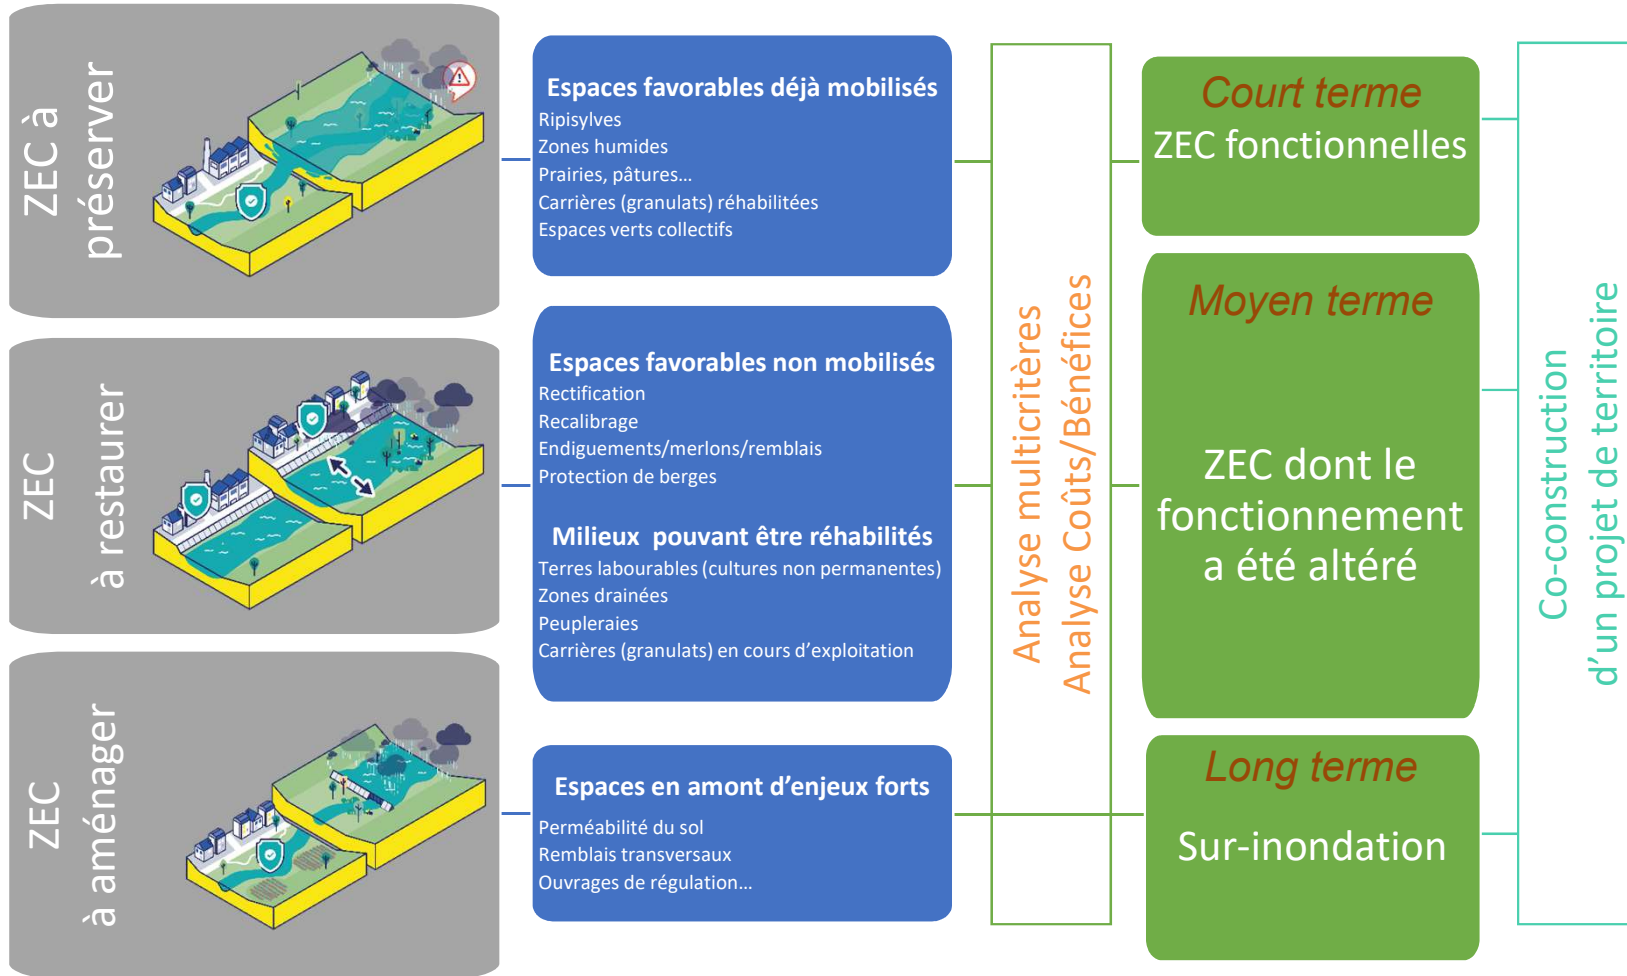 ZEC à
préserver
Espaces favorables déjà mobilisés
Ripisylves
Zones humides
Prairies, pâtures…
Carrières (granulats) réhabilitées
Espaces verts collectifs
ZEC
à restaurer
Espaces favorables non mobilisés
Rectification
Recalibrage
Endiguements/merlons/remblais
Protection de berges
Milieux pouvant être réhabilités
Terres labourables (cultures non permanentes)
Zones drainées
Peupleraies
Carrières (granulats) en cours d’exploitation
ZEC
à aménager
Espaces en amont d’enjeux forts
Perméabilité du sol
Remblais transversaux
Ouvrages de régulation…
Analyse multicritères
Analyse Coûts/Bénéfices
Court terme
ZEC fonctionnelles
Moyen terme
ZEC dont le
fonctionnement
a été altéré
Long terme
Sur-inondation
Co-construction
d’un projet de territoire